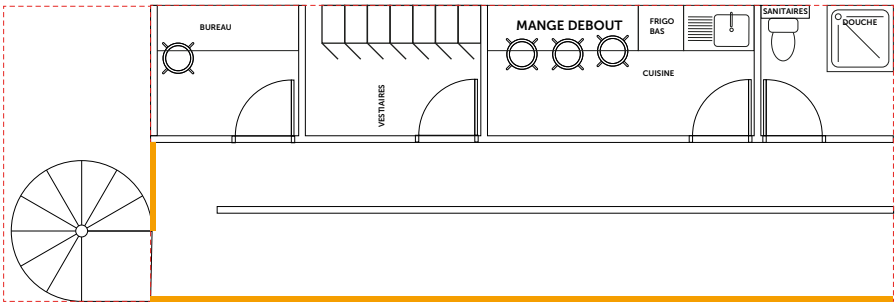 BUREAU
VESTIAIRES
MANGE DEBOUT
FRIGO
BAS
CUISINE
SANITAIRES
DOUCHE